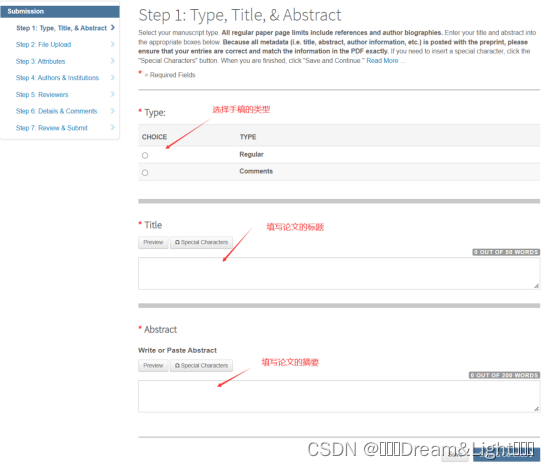 Submission
Step 1: Type, Title, & Abstract
Step 2: File Upload
Step 3: Attributes
Step 4: Authors & Institutions
Step 5: Reviewers
Step 6: Details & Comments
Step 7: Review & Submit
Step 1: Type, Title, & Abstract
Select your manuscript type. All regular paper page limits include references and author biographies. Enter your title and abstract into
the appropriate boxes below. Because all metadata (i.e. title, abstract, author information, etc.) is posted with the preprint, please
ensure that your entries are correct and match the information in the PDF exactly. If you need to insert a special character, click the
"Special Characters" button. When you are finished, click "Save and Continue." Read More ...
* = Required Fields
* Type:
选择手稿的类型
CHOICE TYPE
Regular
Comments
* Title
填写论文的标题
Preview Ω Special Characters
0 OUT OF 50 WORDS
* Abstract
Write or Paste Abstract
填写论文的摘要
Preview Ω Special Characters
0 OUT OF 200 WORDS
CSDN @Dream&Light